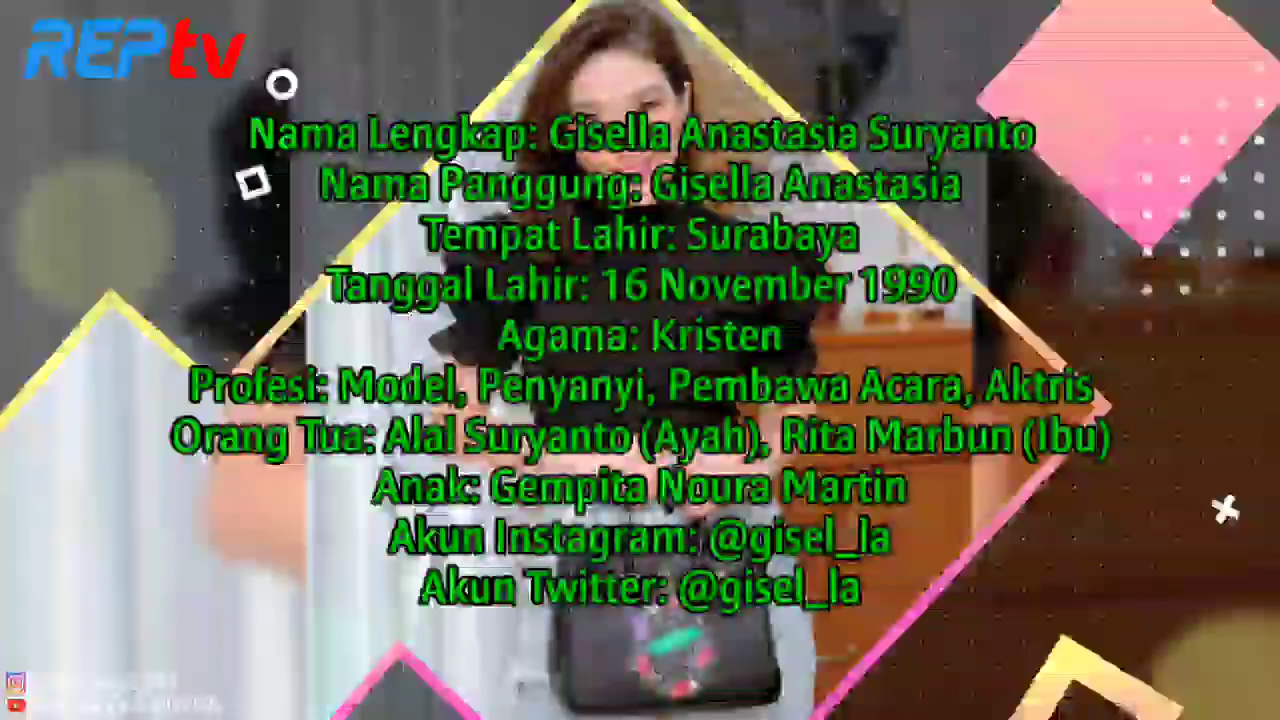 REPtv
Nama Lengkap: Gisella Anastasia Suryanto
Nama Panggung: Gisella Anastasia
Tempat Lahir: Surabaya
Tanggal Lahir: 16 November 1990
Agama: Kristen
Profesi: Model, Penyanyi, Pembawa Acara, Aktris
Orang Tua: Alal Suryanto (Ayah), Rita Marbun (Ibu)
Anak: Gempita Noura Martin
Akun Instagram: @gisel_la
Akun Twitter: @gisel_la